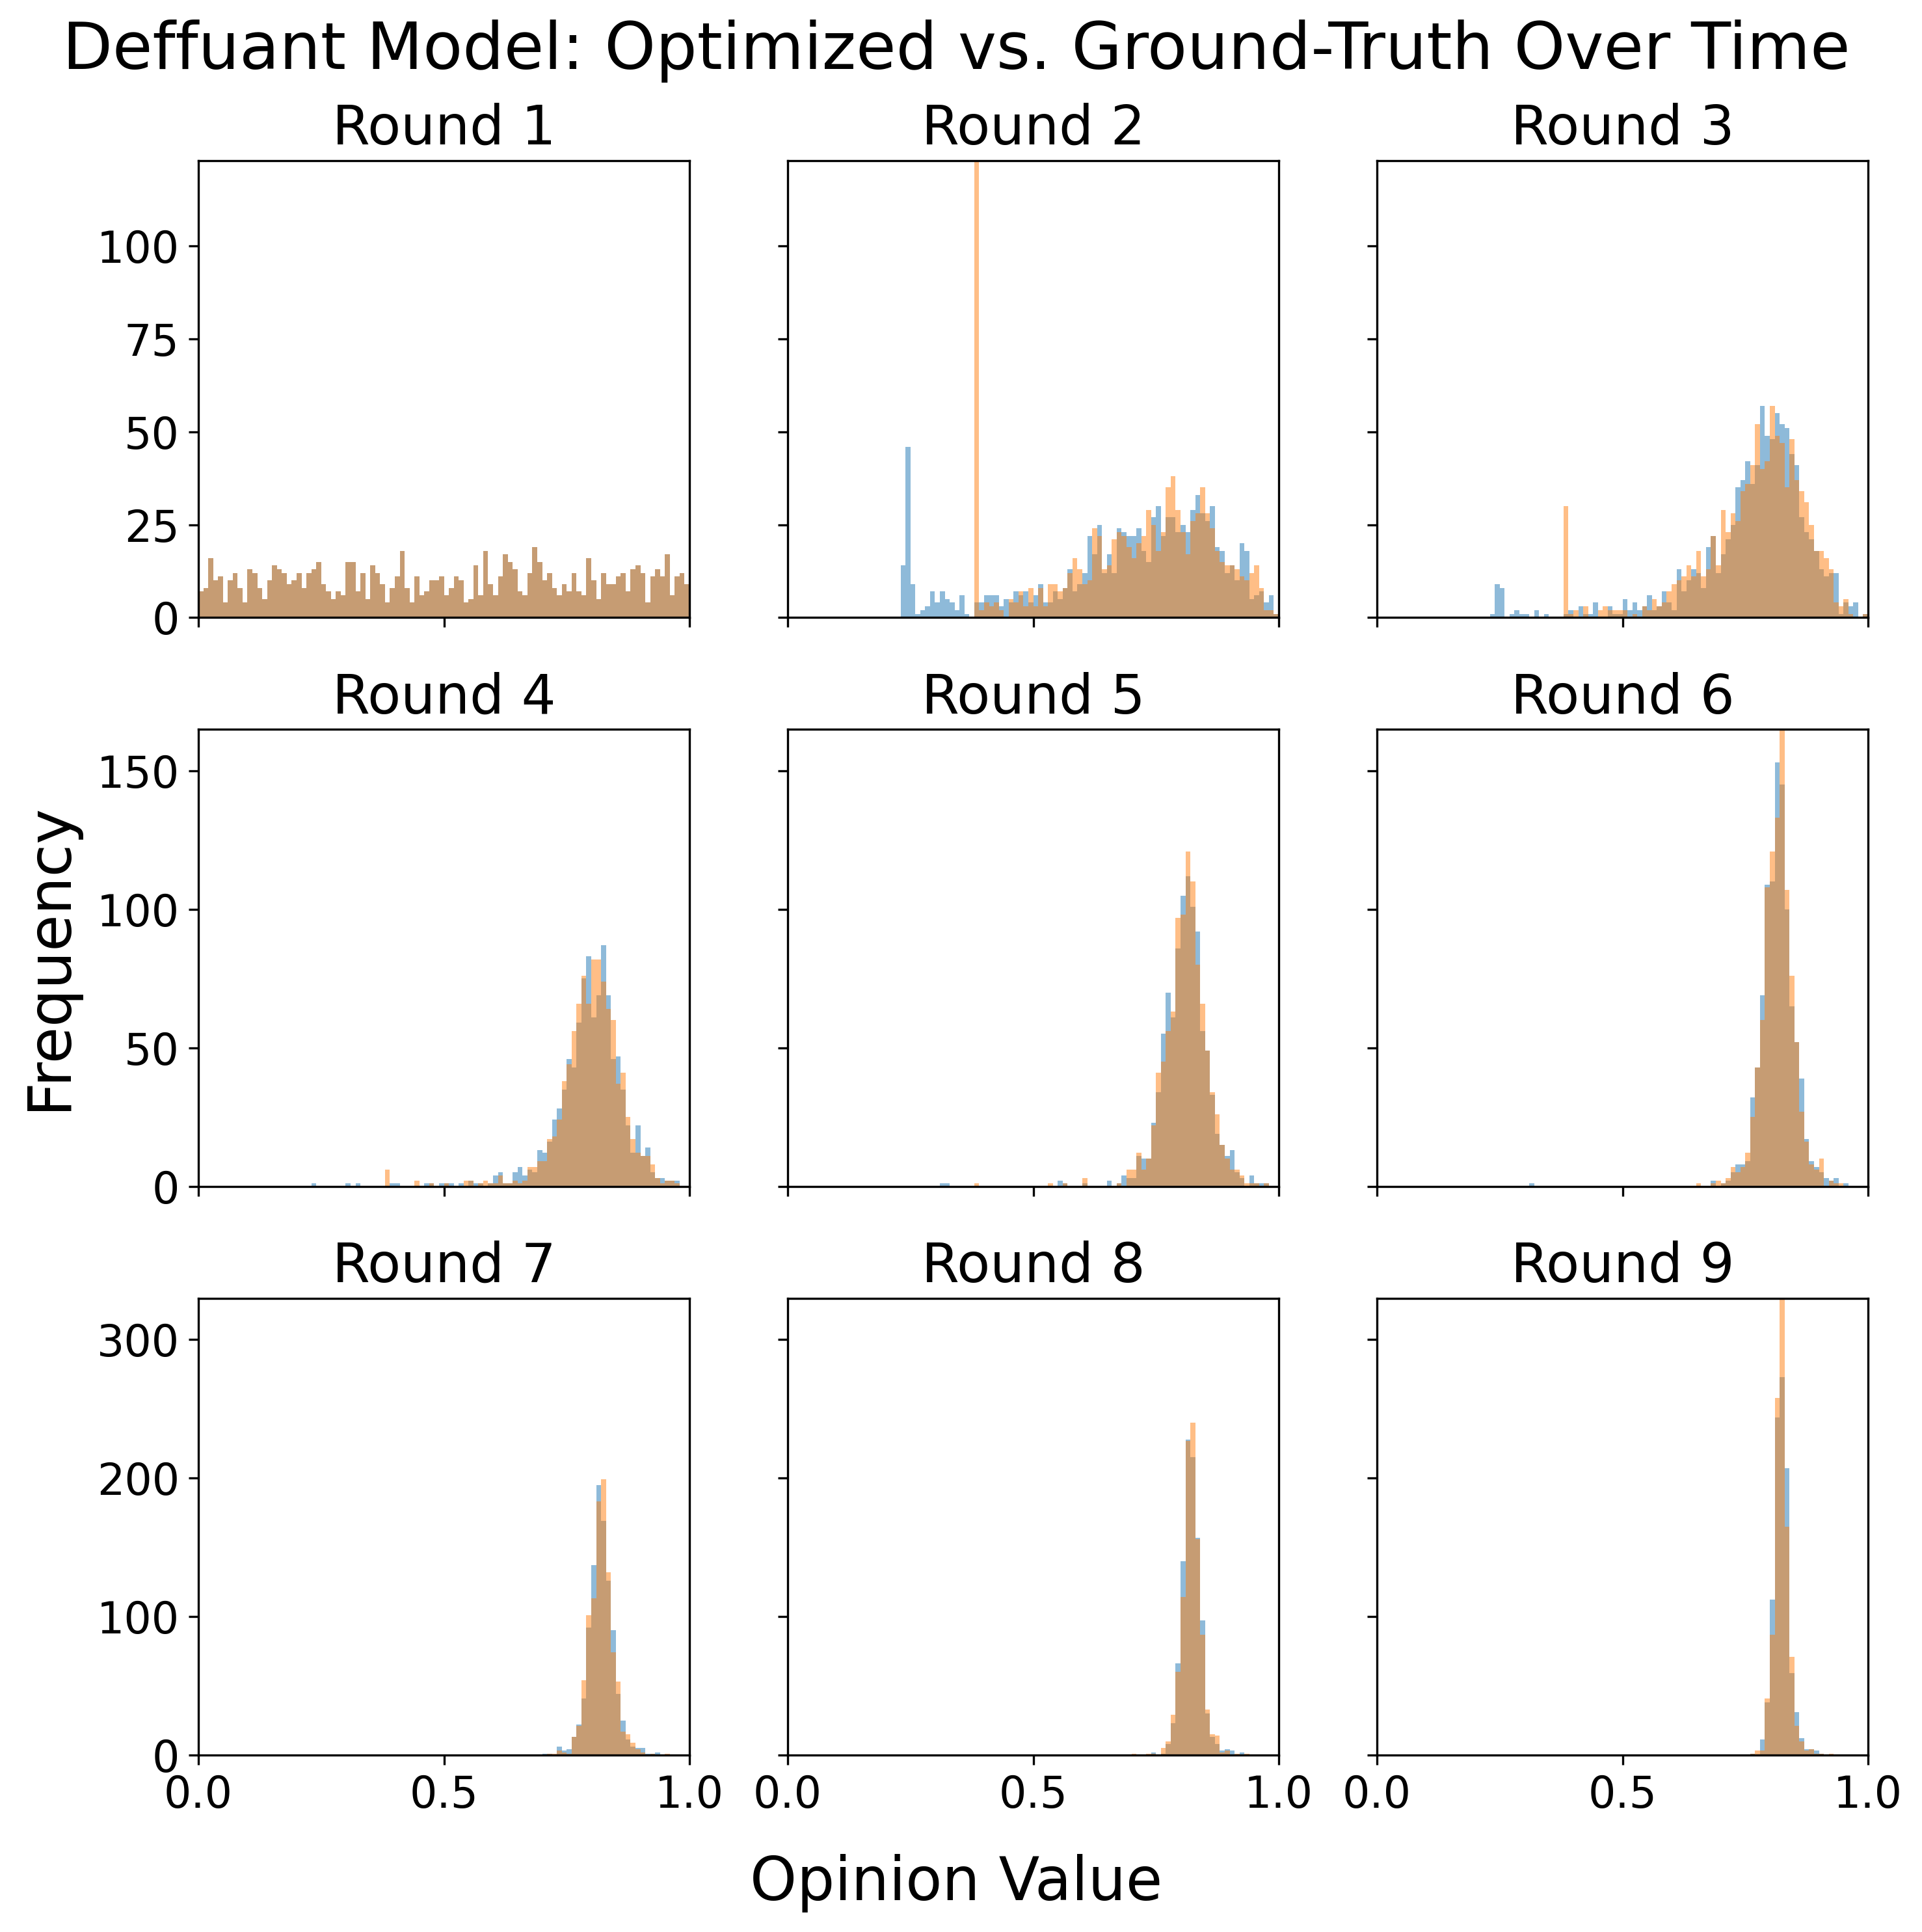 Deffuant Model: Optimized vs. Ground-Truth Over Time
Round 1
Round 2
Round 3
100
75
50
25
0
Round 4
Round 5
Round 6
150
100
50
0
Frequency
Round 7
Round 8
Round 9
300
200
100
0
0.0 0.5 1.0
0.0 0.5 1.0
0.0 0.5 1.0
Opinion Value